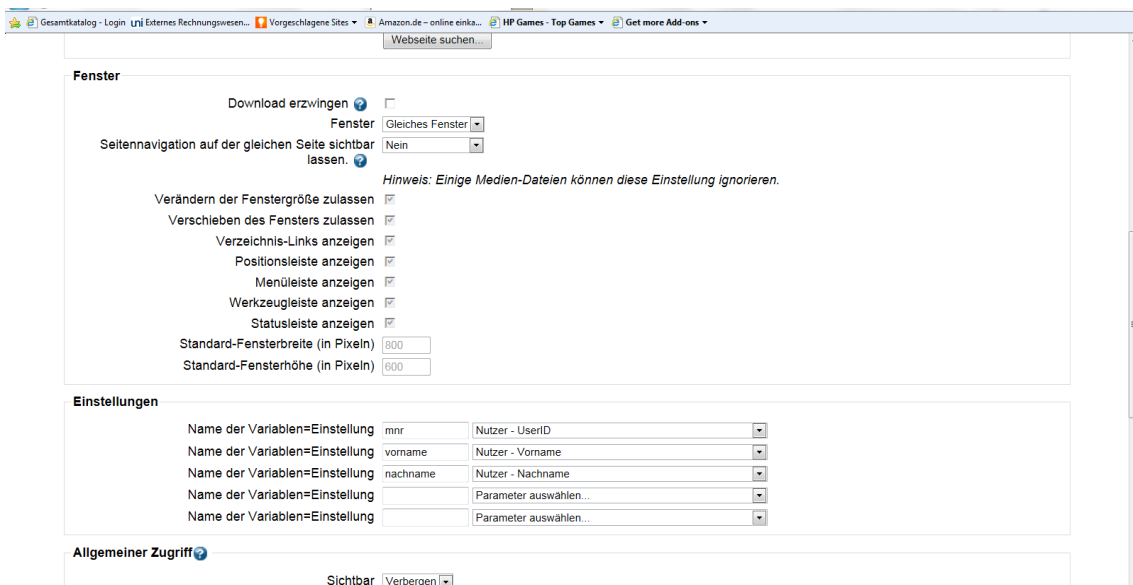 Gesamtkatalog - Login uni Externes Rechnungswesen... Vorgeschlagene Sites a Amazon.de – online einka... HP Games - Top Games Get more Add-ons
Webseite suchen...
Fenster
Download erzwingen ?
Fenster Gleiches Fenster
Seitennavigation auf der gleichen Seite sichtbar Nein
lassen. ?
Hinweis: Einige Medien-Dateien können diese Einstellung ignorieren.
Verändern der Fenstergröße zulassen
Verschieben des Fensters zulassen
Verzeichnis-Links anzeigen
Positionsleiste anzeigen
Menüleiste anzeigen
Werkzeugleiste anzeigen
Statusleiste anzeigen
Standard-Fensterbreite (in Pixeln) 800
Standard-Fensterhöhe (in Pixeln) 600
Einstellungen
Name der Variablen=Einstellung mnr Nutzer - UserID
Name der Variablen=Einstellung vorname Nutzer - Vorname
Name der Variablen=Einstellung nachname Nutzer - Nachname
Name der Variablen=Einstellung Parameter auswählen...
Name der Variablen=Einstellung Parameter auswählen...
Allgemeiner Zugriff ?
Sichtbar Verbergen